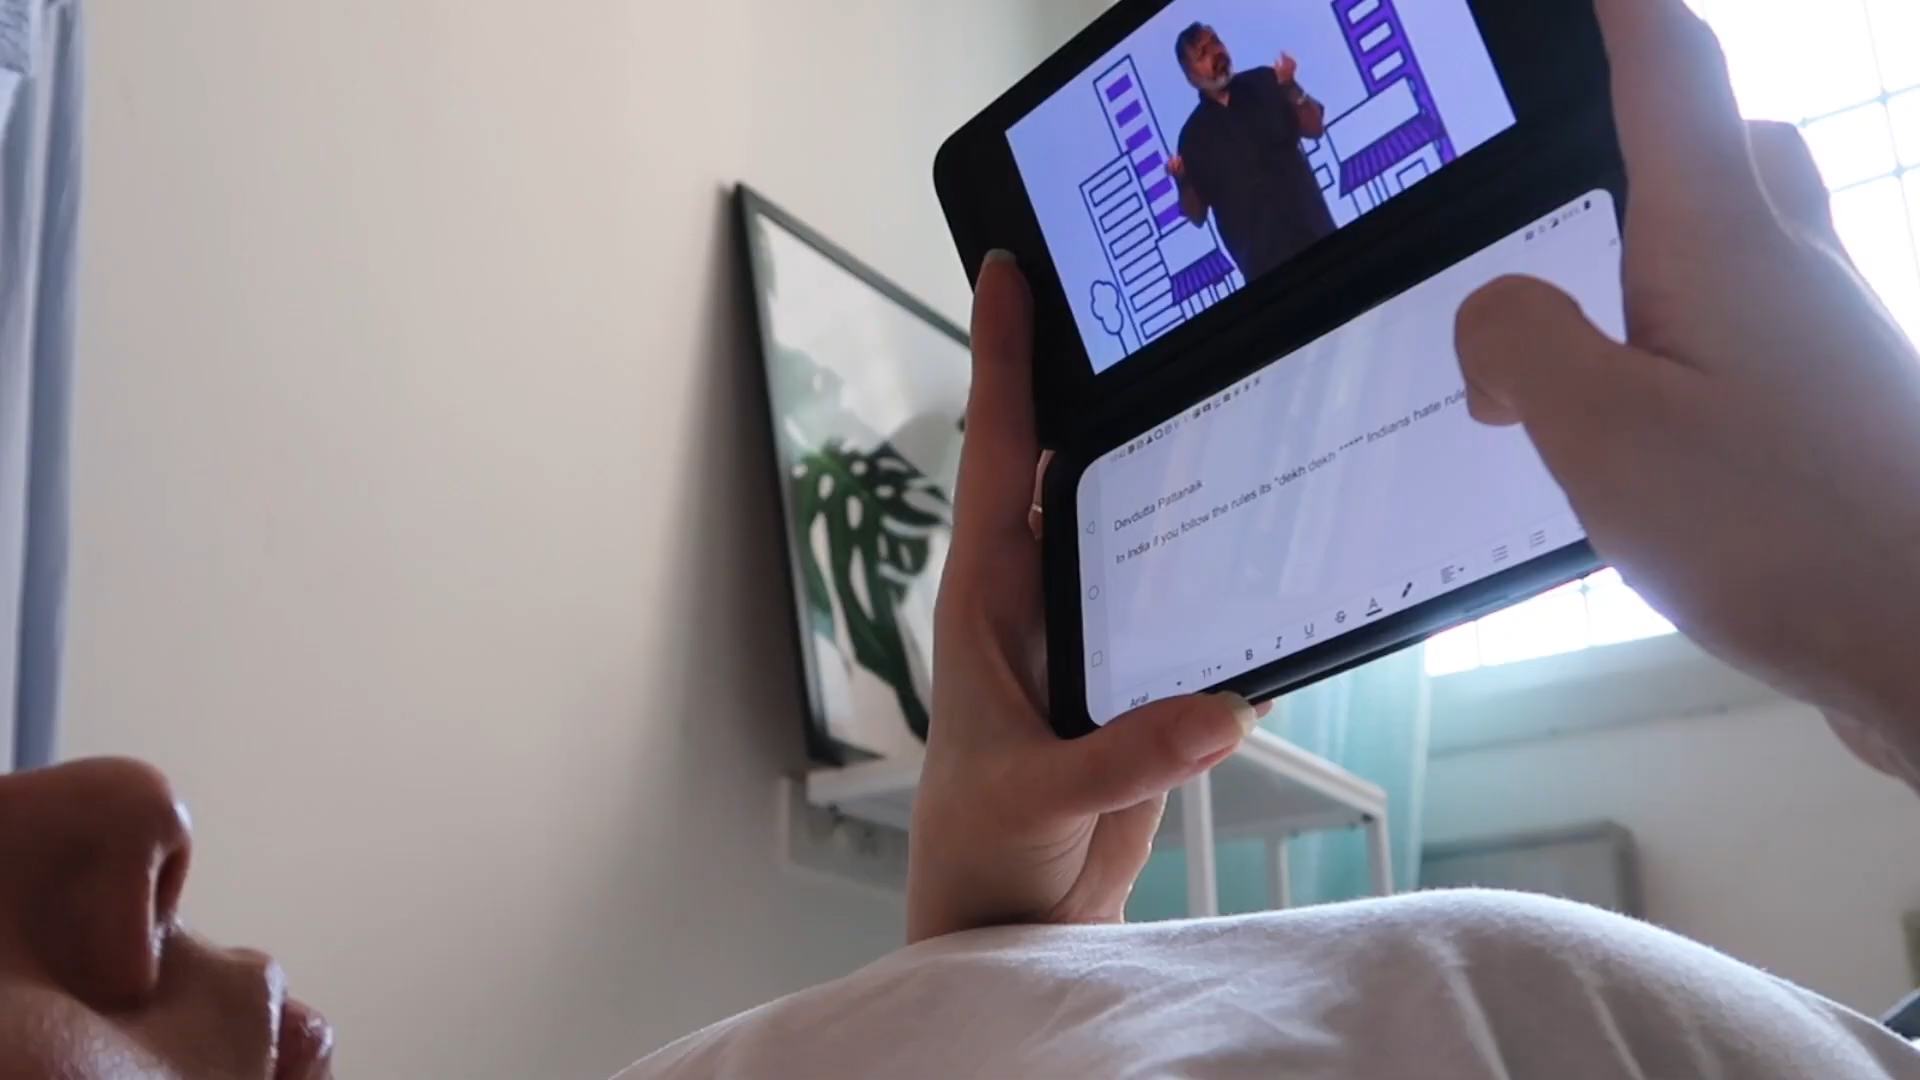 Devdutta Pattanaik
In India if you follow the rules its "dekh dekh ***** Indians hate rule
Arial 11 B I U S A